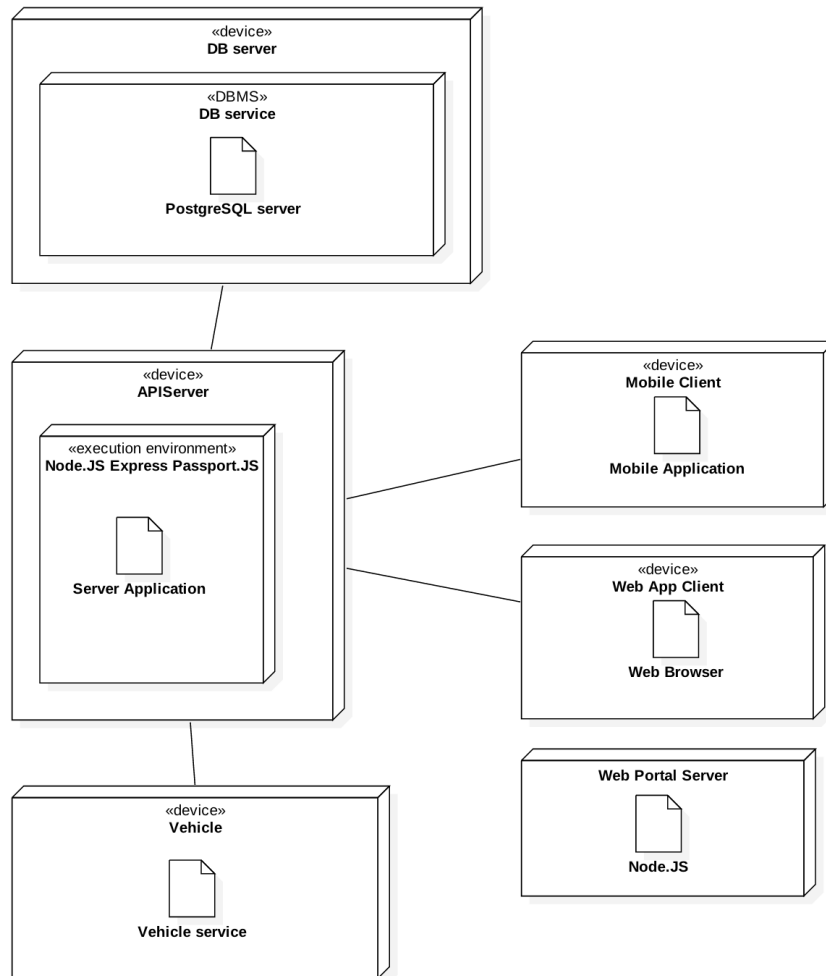 «device»
DB server
«DBMS»
DB service
PostgreSQL server
«device»
APIServer
«execution environment»
Node.JS Express Passport.JS
Server Application
«device»
Mobile Client
Mobile Application
«device»
Web App Client
Web Browser
Web Portal Server
Node.JS
«device»
Vehicle
Vehicle service